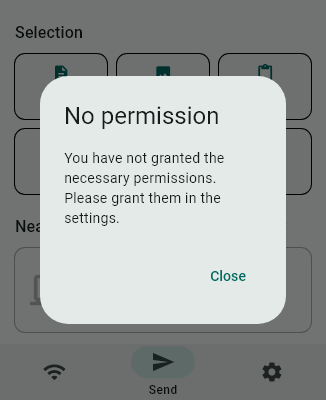 Selection
No permission
You have not granted the
necessary permissions.
Please grant them in the
settings.
Close
Send